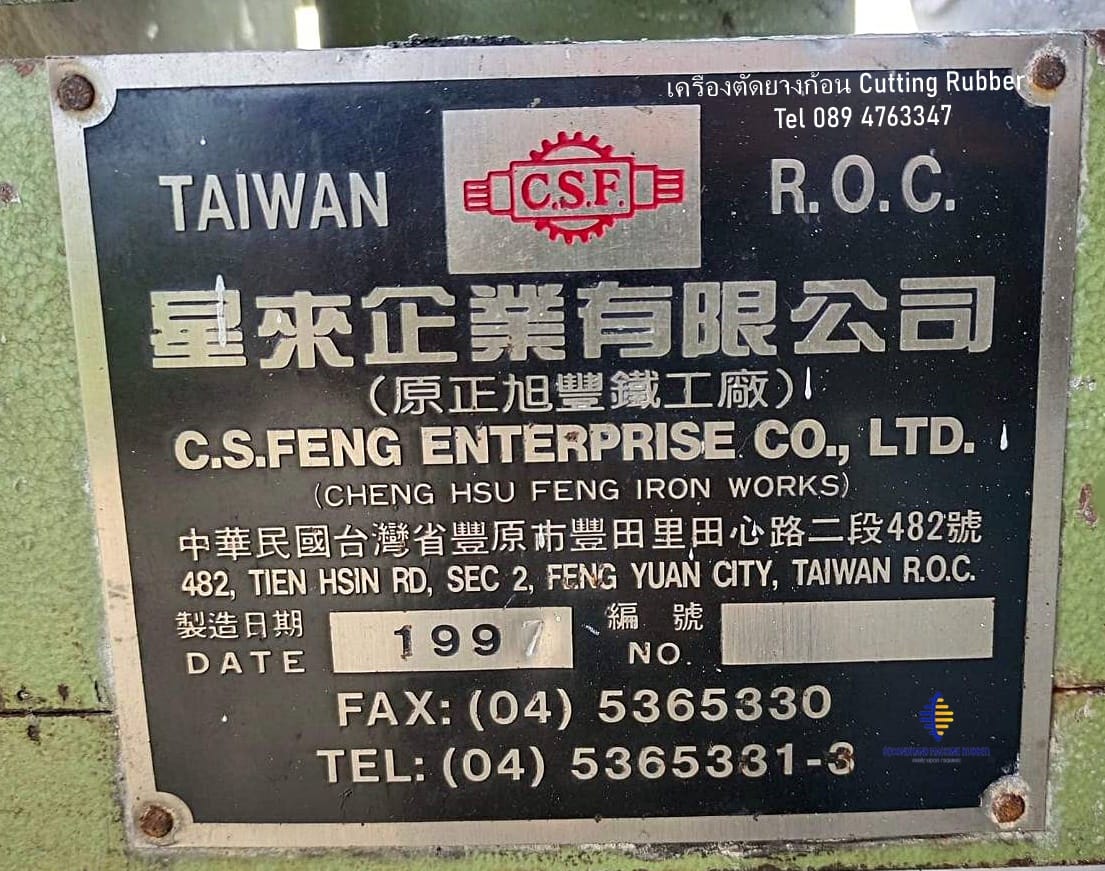 เครื่องตัดยางก้อน Cutting Rubber
Tel 089 4763347
TAIWAN C.S.F. R.O.C.
星來企業有限公司
(原正旭豐鐵工廠)
C.S.FENG ENTERPRISE CO., LTD.
(CHENG HSU FENG IRON WORKS)
中華民國台灣省豐原市豐田里田心路二段482號
482, TIEN HSIN RD, SEC 2, FENG YUAN CITY, TAIWAN R.O.C.
製造日期 1997 編號
DATE NO.
FAX: (04) 5365330
TEL: (04) 5365331-3
SECONDHAND MACHINE RUBBER